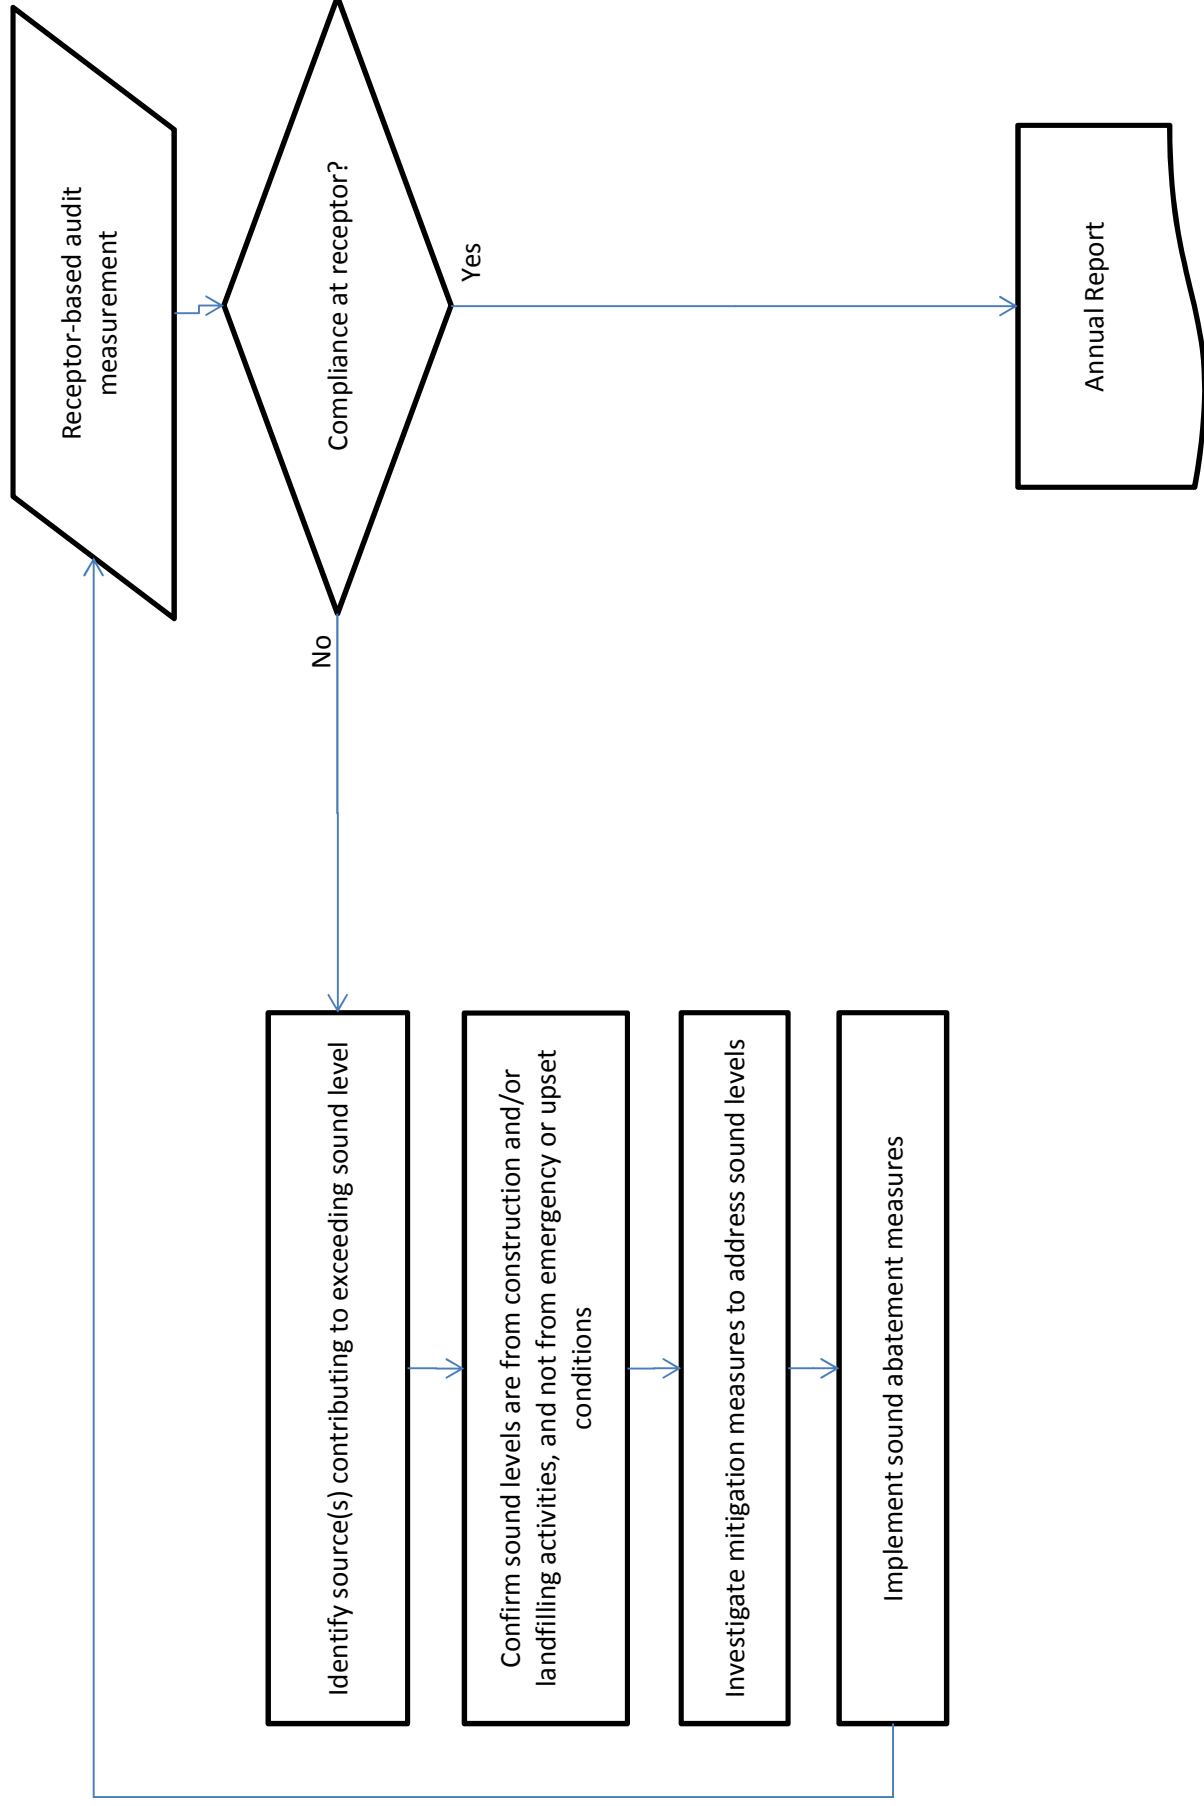 Receptor-based audit
measurement
Compliance at receptor?
Yes
No
Annual Report
Identify source(s) contributing to exceeding sound level
Confirm sound levels are from construction and/or
landfilling activities, and not from emergency or upset
conditions
Investigate mitigation measures to address sound levels
Implement sound abatement measures